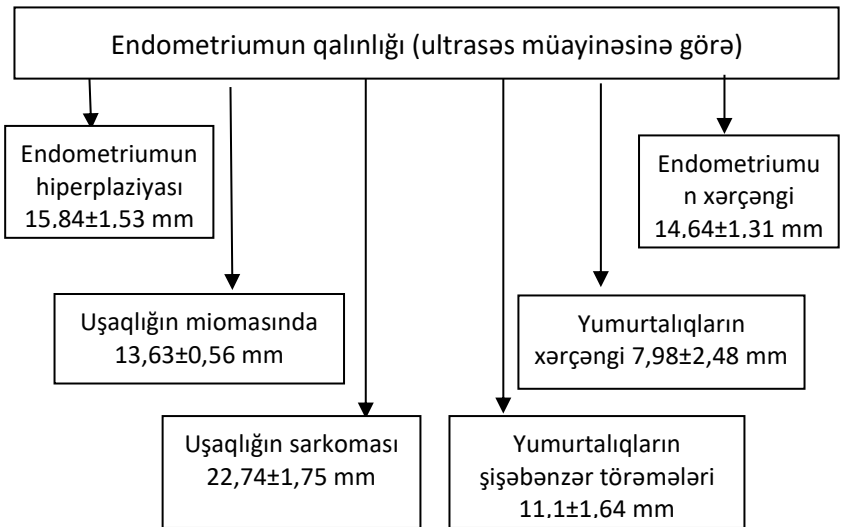 Endometriumun qalınlığı (ultrasəs müayinəsinə görə)
Endometriumun
hiperplaziyası
15,84±1,53 mm
Endometriumu
n xərçəngi
14,64±1,31 mm
Uşaqlığın miomasında
13,63±0,56 mm
Yumurtalıqların
xərçəngi 7,98±2,48 mm
Uşaqlığın sarkoması
22,74±1,75 mm
Yumurtalıqların
şişəbənzər törəmələri
11,1±1,64 mm